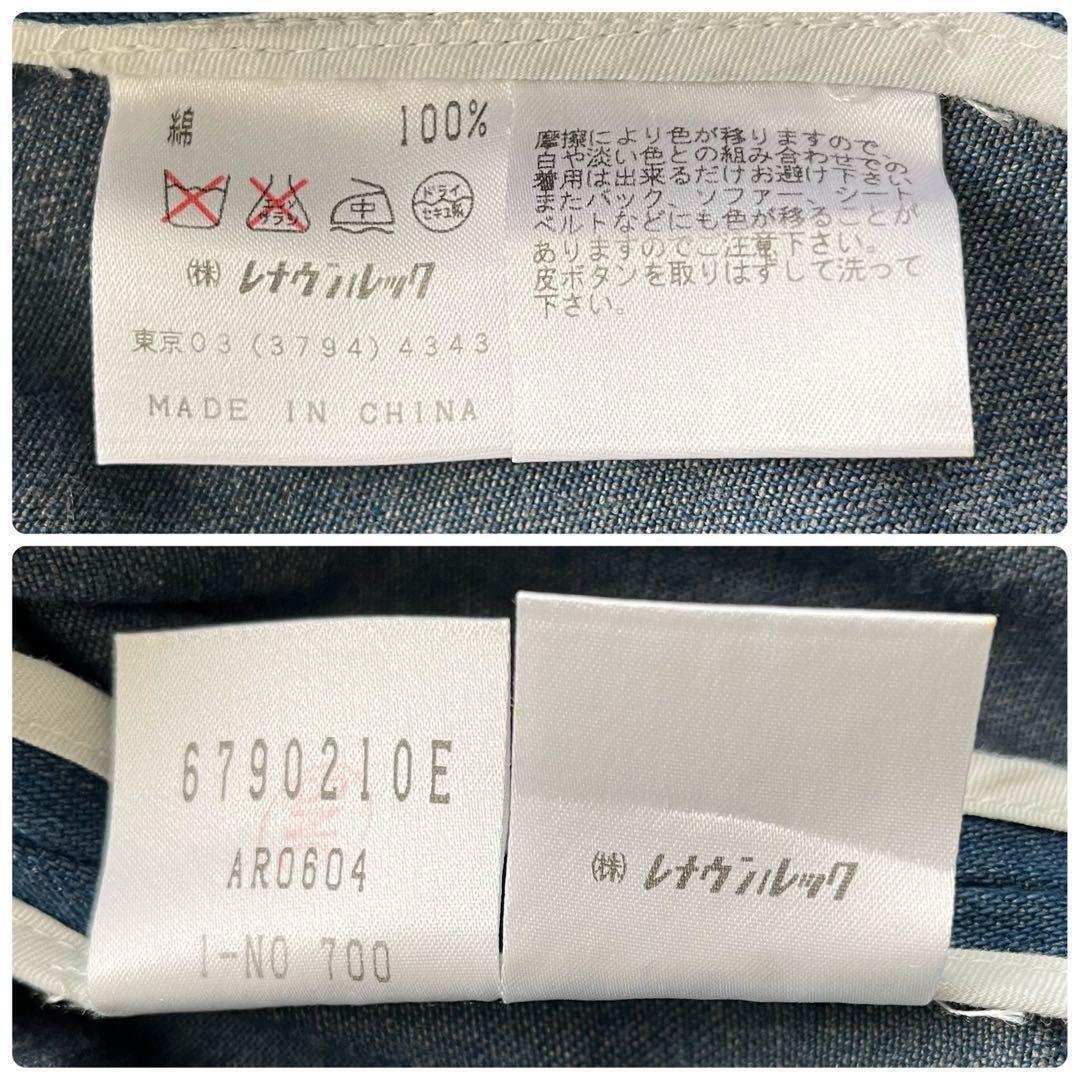 綿 100%
エンソ サラシ
中
ドライ
セキユ系
㈱ レナウンルック
東京03(3794)4343
MADE IN CHINA
摩擦により色が移りますので、
白や淡い色との組み合わせでの
着用は出来るだけお避け下さい
またバック、ソファー、シート
ベルトなどにも色が移ることが
ありますのでご注意下さい。
皮ボタンを取りはずして洗って
下さい。
6790210E
AR0604
1-NO 700
㈱ レナウンルック